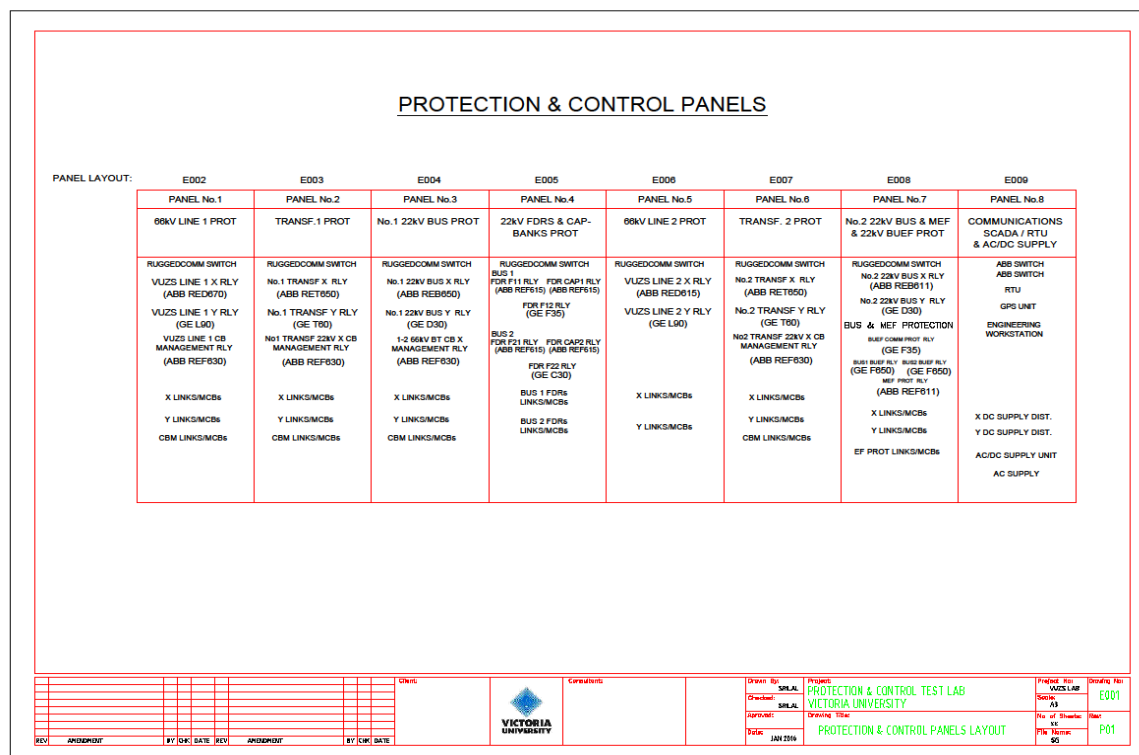 PROTECTION & CONTROL PANELS
PANEL LAYOUT:
E002
E003
E004
E005
E006
E007
E008
E009
PANEL No.1
PANEL No.2
PANEL No.3
PANEL No.4
PANEL No.5
PANEL No.6
PANEL No.7
PANEL No.8
66kV LINE 1 PROT
TRANSF.1 PROT
No.1 22kV BUS PROT
22kV FDRS & CAP-
BANKS PROT
66kV LINE 2 PROT
TRANSF. 2 PROT
No.2 22kV BUS & MEF
& 22kV BUEF PROT
COMMUNICATIONS
SCADA / RTU
& AC/DC SUPPLY
RUGGEDCOMM SWITCH
VUZS LINE 1 X RLY
(ABB RED670)
VUZS LINE 1 Y RLY
(GE L90)
VUZS LINE 1 CB
MANAGEMENT RLY
(ABB REF630)
X LINKS/MCBs
Y LINKS/MCBs
CBM LINKS/MCBs
RUGGEDCOMM SWITCH
No.1 TRANSF X RLY
(ABB RET650)
No.1 TRANSF Y RLY
(GE T60)
No1 TRANSF 22kV X CB
MANAGEMENT RLY
(ABB REF630)
X LINKS/MCBs
Y LINKS/MCBs
CBM LINKS/MCBs
RUGGEDCOMM SWITCH
No.1 22kV BUS X RLY
(ABB REB650)
No.1 22kV BUS Y RLY
(GE D30)
1-2 66kV BT CB X
MANAGEMENT RLY
(ABB REF630)
X LINKS/MCBs
Y LINKS/MCBs
CBM LINKS/MCBs
RUGGEDCOMM SWITCH
BUS 1
FDR F11 RLY FDR CAP1 RLY
(ABB REF615) (ABB REF615)
FDR F12 RLY
(GE F35)
BUS 2
FDR F21 RLY FDR CAP2 RLY
(ABB REF615) (ABB REF615)
FDR F22 RLY
(GE C30)
BUS 1 FDRs
LINKS/MCBs
BUS 2 FDRs
LINKS/MCBs
RUGGEDCOMM SWITCH
VUZS LINE 2 X RLY
(ABB RED615)
VUZS LINE 2 Y RLY
(GE L90)
X LINKS/MCBs
Y LINKS/MCBs
RUGGEDCOMM SWITCH
No.2 TRANSF X RLY
(ABB RET650)
No.2 TRANSF Y RLY
(GE T60)
No2 TRANSF 22kV X CB
MANAGEMENT RLY
(ABB REF630)
X LINKS/MCBs
Y LINKS/MCBs
CBM LINKS/MCBs
RUGGEDCOMM SWITCH
No.2 22kV BUS X RLY
(ABB REB611)
No.2 22kV BUS Y RLY
(GE D30)
BUS & MEF PROTECTION
BUEF COMM PROT RLY
(GE F35)
BUS1 BUEF RLY BUS2 BUEF RLY
(GE F650) (GE F650)
MEF PROT RLY
(ABB REF611)
X LINKS/MCBs
Y LINKS/MCBs
EF PROT LINKS/MCBs
ABB SWITCH
ABB SWITCH
RTU
GPS UNIT
ENGINEERING
WORKSTATION
X DC SUPPLY DIST.
Y DC SUPPLY DIST.
AC/DC SUPPLY UNIT
AC SUPPLY
REV AMENDMENT BY CHK DATE REV AMENDMENT BY CHK DATE
Client:
VICTORIA
UNIVERSITY
Consultant:
Drawn By:
SRILAL
Checked:
SRILAL
Approved:
Date:
JAN 2016
Project:
PROTECTION & CONTROL TEST LAB
VICTORIA UNIVERSITY
Drawing Title:
PROTECTION & CONTROL PANELS LAYOUT
Project No:
VUZS LAB
Scale:
A3
No of Sheets:
XX
File Name:
Drawing No:
E001
Next
P01